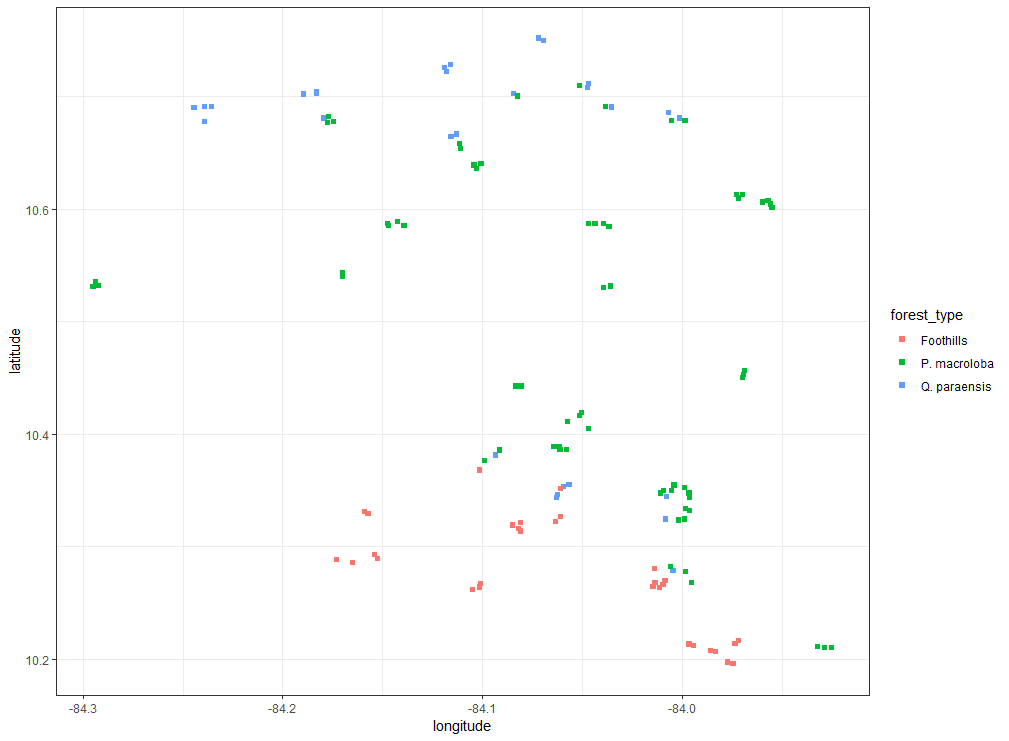 10.6
10.4
10.2
latitude
-84.3
-84.2
-84.1
-84.0
longitude
forest_type
Foothills
P. macroloba
Q. paraensis